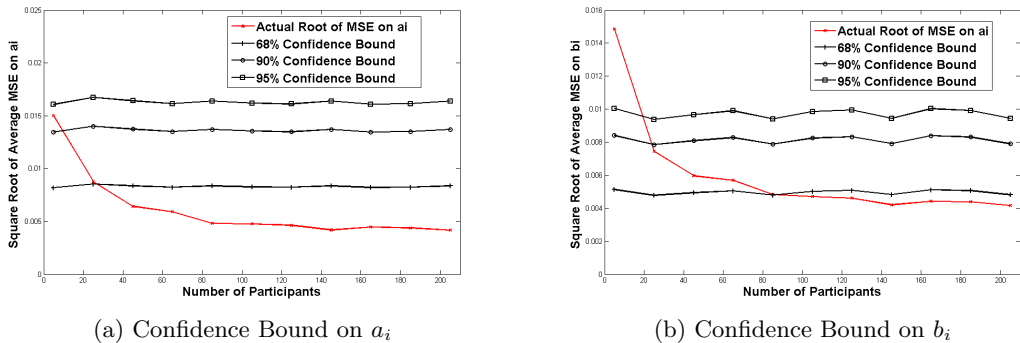 0.025
0.02
0.015
0.01
0.005
0
Square Root of Average MSE on ai
Actual Root of MSE on ai
68% Confidence Bound
90% Confidence Bound
95% Confidence Bound
0 20 40 60 80 100 120 140 160 180 200
Number of Participants
(a) Confidence Bound on a_i
0.016
0.014
0.012
0.01
0.008
0.006
0.004
0.002
0
Square Root of Average MSE on bi
Actual Root of MSE on ai
68% Confidence Bound
90% Confidence Bound
95% Confidence Bound
0 20 40 60 80 100 120 140 160 180 200
Number of Participants
(b) Confidence Bound on b_i